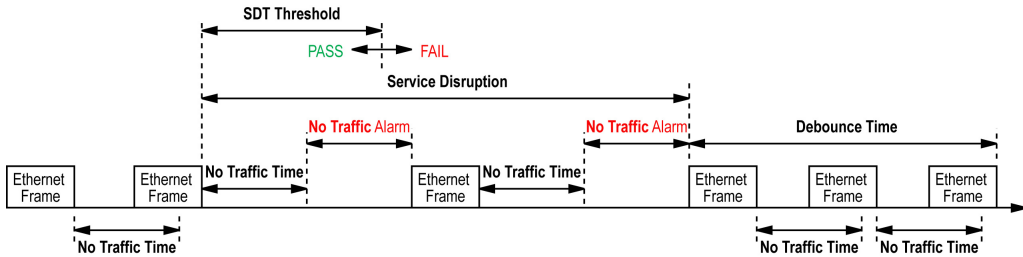 SDT Threshold
PASS
FAIL
Service Disruption
No Traffic Alarm
No Traffic Alarm
Debounce Time
Ethernet
Frame
Ethernet
Frame
No Traffic Time
Ethernet
Frame
No Traffic Time
Ethernet
Frame
Ethernet
Frame
Ethernet
Frame
No Traffic Time
No Traffic Time
No Traffic Time